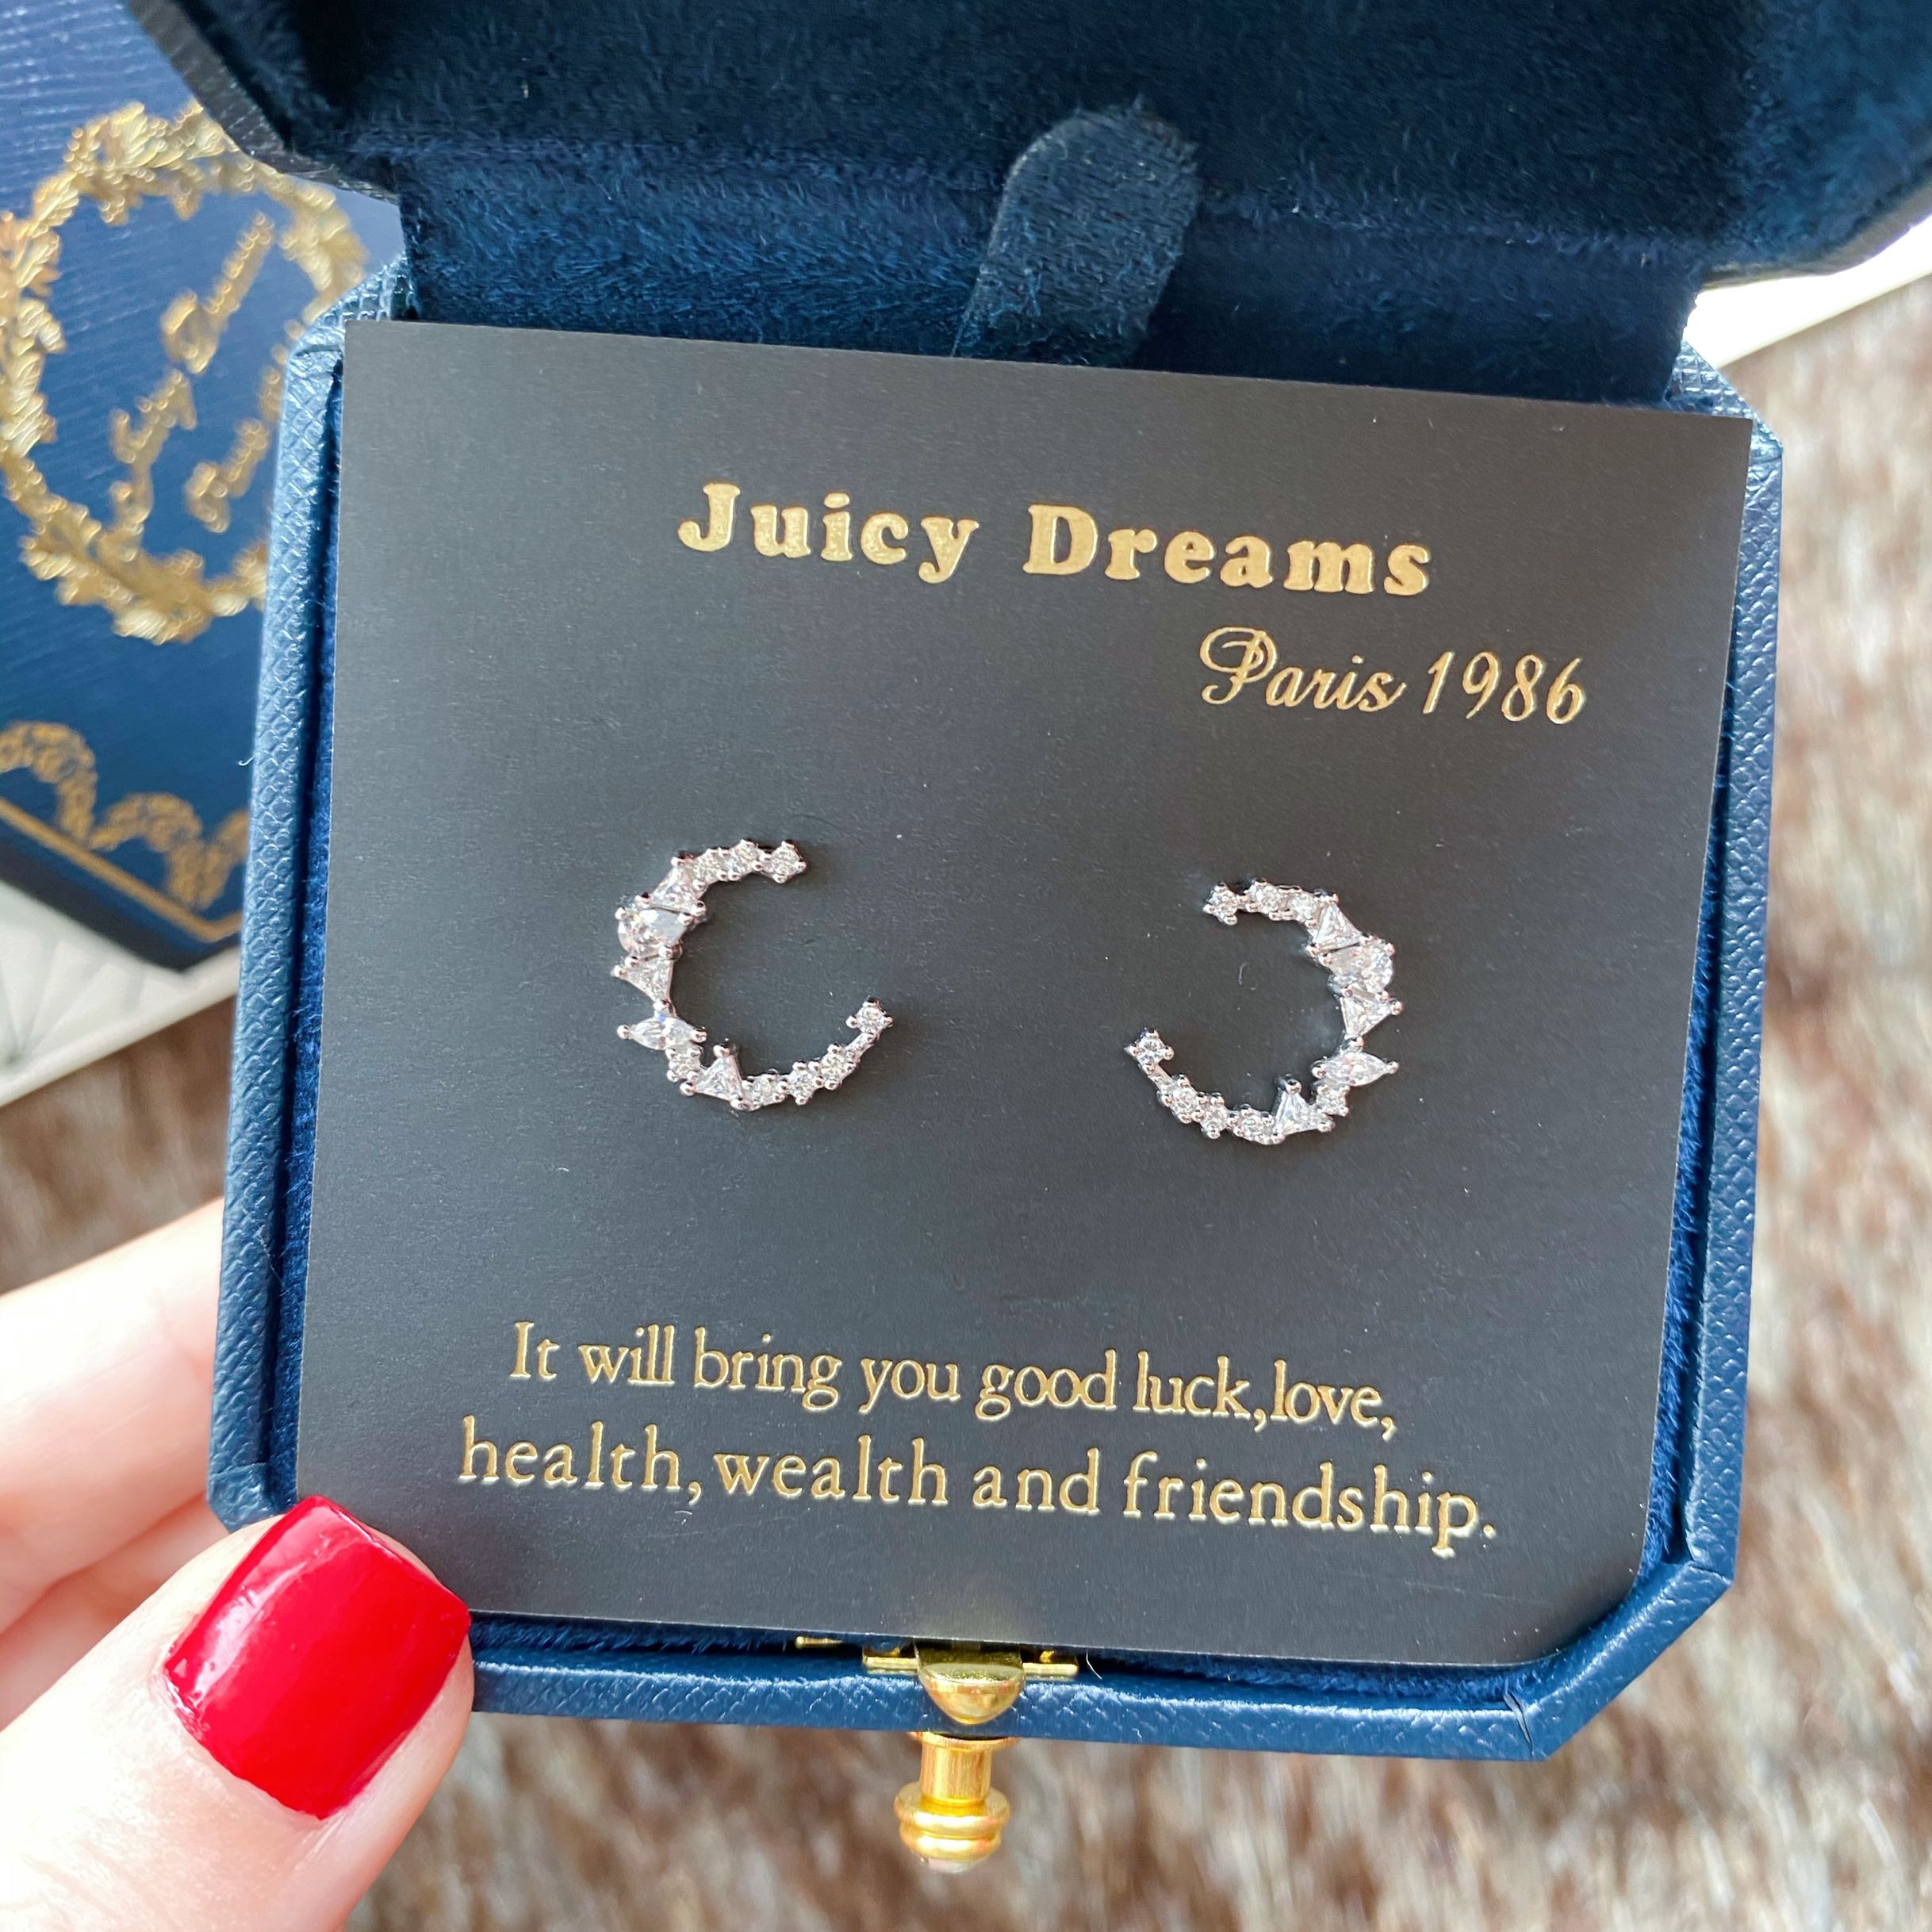 Juicy Dreams
Paris 1986
It will bring you good luck,love,
health,wealth and friendship.